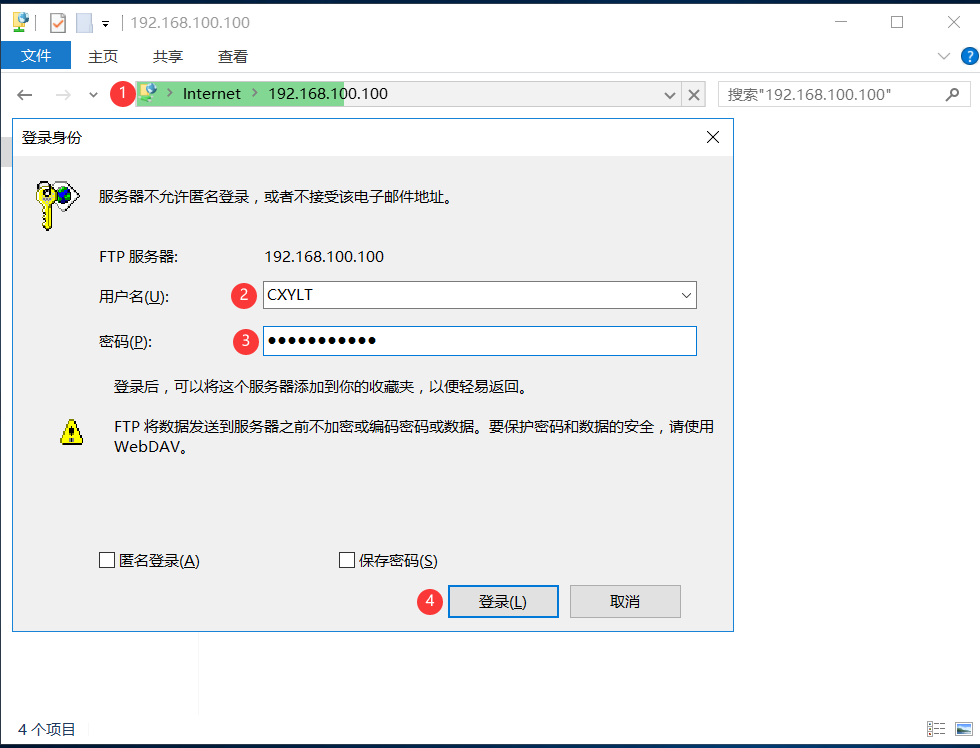 192.168.100.100
文件 主页 共享 查看
1 Internet 192.168.100.100 搜索"192.168.100.100"
登录身份
服务器不允许匿名登录，或者不接受该电子邮件地址。
FTP 服务器: 192.168.100.100
用户名(U): 2 CXYLT
密码(P): 3 ●●●●●●●●●●●
登录后，可以将这个服务器添加到你的收藏夹，以便轻易返回。
FTP 将数据发送到服务器之前不加密或编码密码或数据。要保护密码和数据的安全，请使用
WebDAV。
匿名登录(A) 保存密码(S)
4 登录(L) 取消
4 个项目